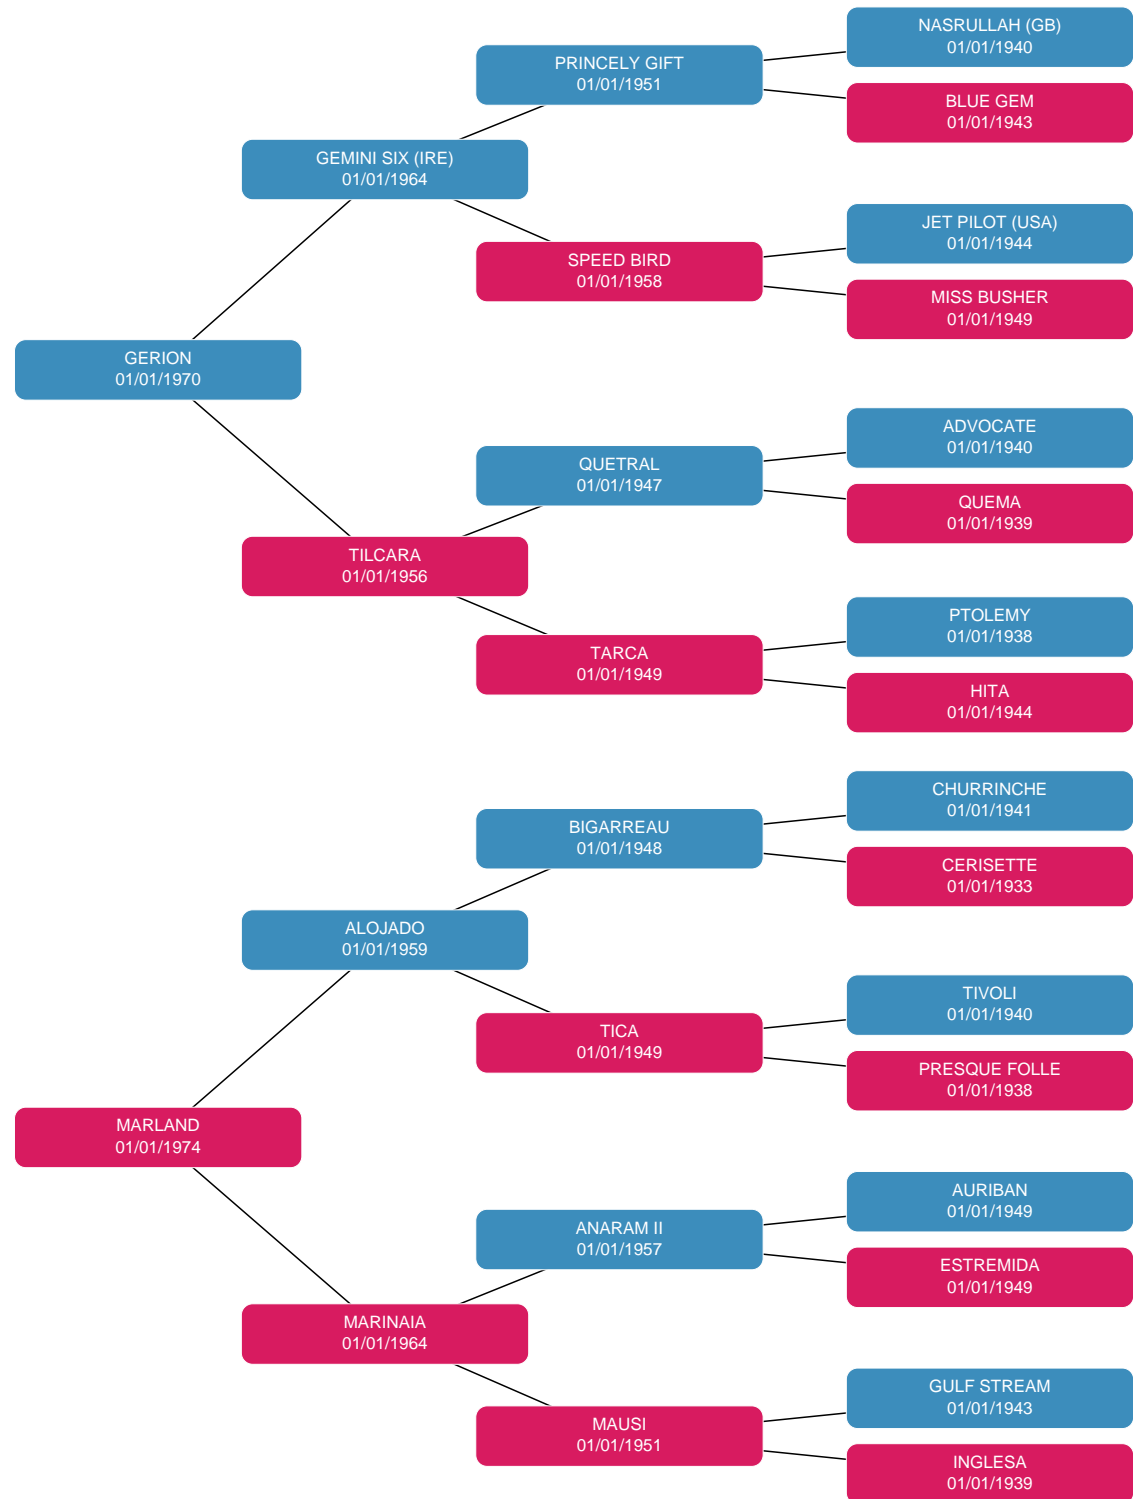 NASRULLAH (GB)
01/01/1940
PRINCELY GIFT
01/01/1951
BLUE GEM
01/01/1943
GEMINI SIX (IRE)
01/01/1964
JET PILOT (USA)
01/01/1944
SPEED BIRD
01/01/1958
MISS BUSHER
01/01/1949
GERION
01/01/1970
ADVOCATE
01/01/1940
QUETRAL
01/01/1947
QUEMA
01/01/1939
TILCARA
01/01/1956
PTOLEMY
01/01/1938
TARCA
01/01/1949
HITA
01/01/1944
CHURRINCHE
01/01/1941
BIGARREAU
01/01/1948
CERISETTE
01/01/1933
ALOJADO
01/01/1959
TIVOLI
01/01/1940
TICA
01/01/1949
PRESQUE FOLLE
01/01/1938
MARLAND
01/01/1974
AURIBAN
01/01/1949
ANARAM II
01/01/1957
ESTREMIDA
01/01/1949
MARINAIA
01/01/1964
GULF STREAM
01/01/1943
MAUSI
01/01/1951
INGLESA
01/01/1939